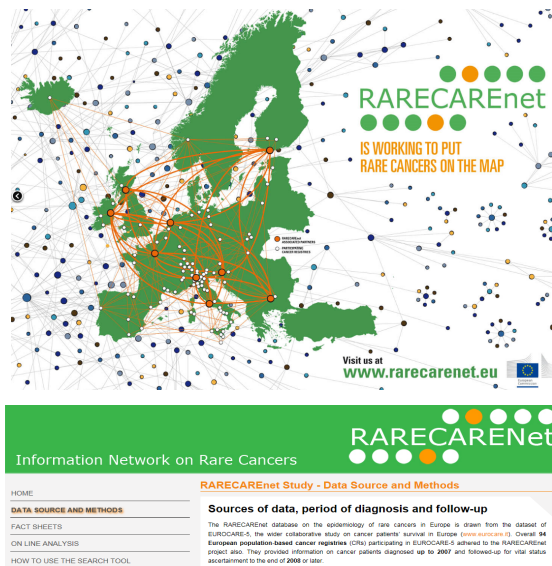 RARECAREnet
IS WORKING TO PUT
RARE CANCERS ON THE MAP
RARECAREnet
ASSOCIATED PARTNERS
PARTICIPATING
CANCER REGISTRIES
Visit us at
www.rarecarenet.eu
European
Commission
RARECARENet
Information Network on Rare Cancers
HOME
DATA SOURCE AND METHODS
FACT SHEETS
ON LINE ANALYSIS
HOW TO USE THE SEARCH TOOL
RARECAREnet Study - Data Source and Methods
Sources of data, period of diagnosis and follow-up
The RARECAREnet database on the epidemiology of rare cancers in Europe is drawn from the dataset of
EUROCARE-5, the wider collaborative study on cancer patients' survival in Europe (www.eurocare.it). Overall 94
European population-based cancer registries (CRs) participating in EUROCARE-5 adhered to the RARECAREnet
project also. They provided information on cancer patients diagnosed up to 2007 and followed-up for vital status
ascertainment to the end of 2008 or later.